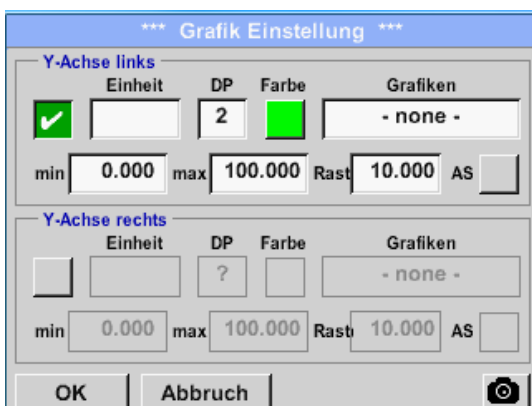 *** Grafik Einstellung ***
Y-Achse links
Einheit DP Farbe Grafiken
2 - none -
min 0.000 max 100.000 Rast 10.000 AS
Y-Achse rechts
Einheit DP Farbe Grafiken
? - none -
min 0.000 max 100.000 Rast 10.000 AS
OK Abbruch